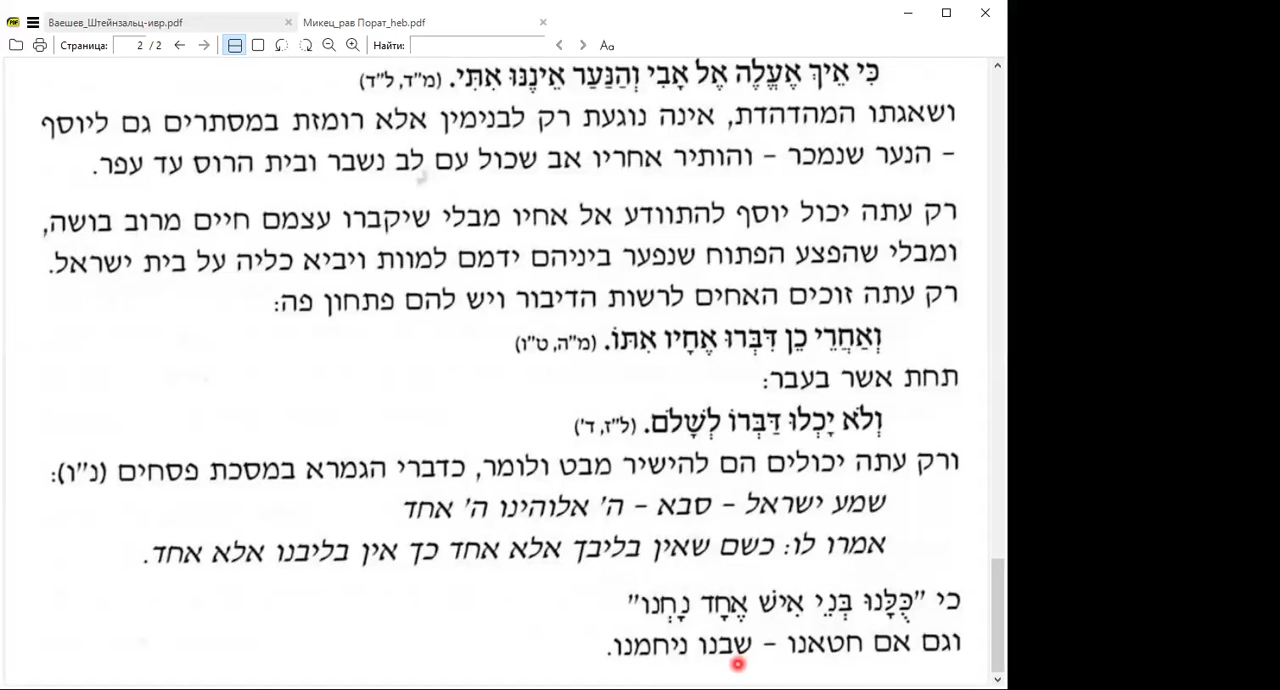 Ваешев_Штейнзальц-ивр.pdf
Микец_рав Порат_heb.pdf
Страница: 2 / 2 Найти: Aa
כִּי אֵיךְ אֶעֱלֶה אֶל אָבִי וְהַנַּעַר אֵינֶנּוּ אִתִּי. (מ"ד, ל"ד)
ושאגתו המהדהדת, אינה נוגעת רק לבנימין אלא רומזת במסתרים גם ליוסף
– הנער שנמכר – והותיר אחריו אב שכול עם לב נשבר ובית הרוס עד עפר.
רק עתה יכול יוסף להתוודע אל אחיו מבלי שיקברו עצמם חיים מרוב בושה,
ומבלי שהפצע הפתוח שנפער ביניהם ידמם למוות ויביא כליה על בית ישראל.
רק עתה זוכים האחים לרשות הדיבור ויש להם פתחון פה:
וְאַחֲרֵי כֵן דִּבְּרוּ אֶחָיו אִתּוֹ. (מ"ה, ט"ו)
תחת אשר בעבר:
וְלֹא יָכְלוּ דַּבְּרוֹ לְשָׁלֹם. (ל"ז, ד')
ורק עתה יכולים הם להישיר מבט ולומר, כדברי הגמרא במסכת פסחים (נ"ו):
שמע ישראל – סבא – ה' אלוהינו ה' אחד
אמרו לו: כשם שאין בליבך אלא אחד כך אין בליבנו אלא אחד.
כי "כֻּלָּנוּ בְּנֵי אִישׁ אֶחָד נָחְנוּ"
וגם אם חטאנו – שבנו ניחמנו.